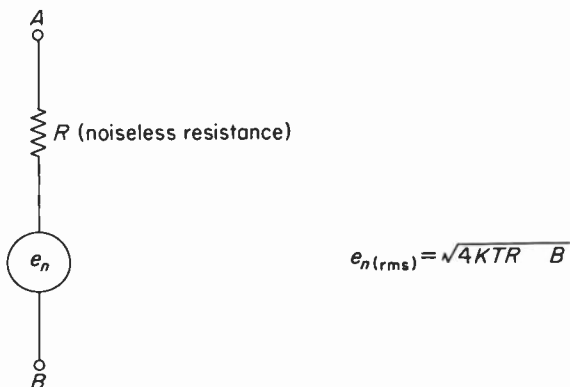 A
R (noiseless resistance)
e_n
e_n(rms) = √4KTR B
B